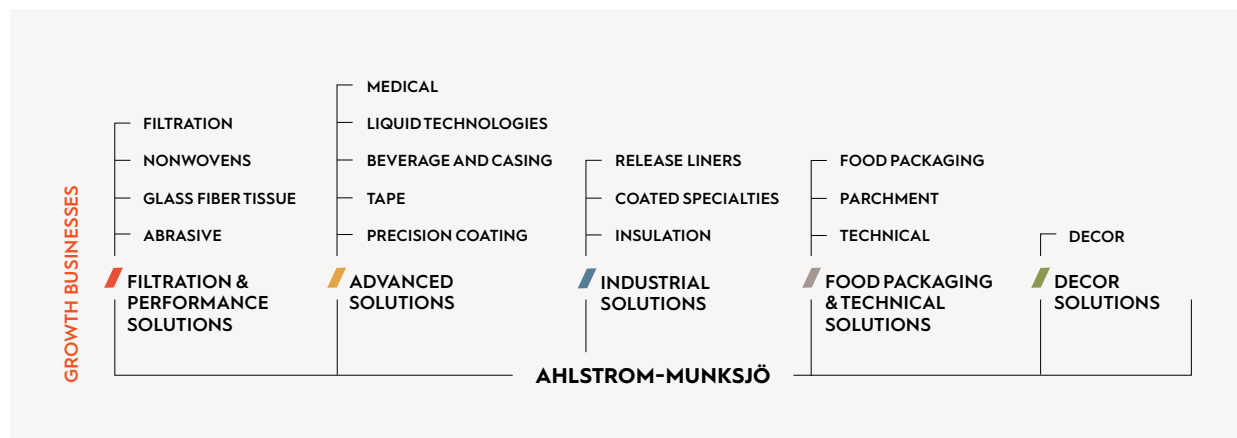 GROWTH BUSINESSES
FILTRATION
NONWOVENS
GLASS FIBER TISSUE
ABRASIVE
FILTRATION &
PERFORMANCE
SOLUTIONS
MEDICAL
LIQUID TECHNOLOGIES
BEVERAGE AND CASING
TAPE
PRECISION COATING
ADVANCED
SOLUTIONS
RELEASE LINERS
COATED SPECIALTIES
INSULATION
INDUSTRIAL
SOLUTIONS
FOOD PACKAGING
PARCHMENT
TECHNICAL
FOOD PACKAGING
& TECHNICAL
SOLUTIONS
DECOR
DECOR
SOLUTIONS
AHLSTROM-MUNKSJÖ